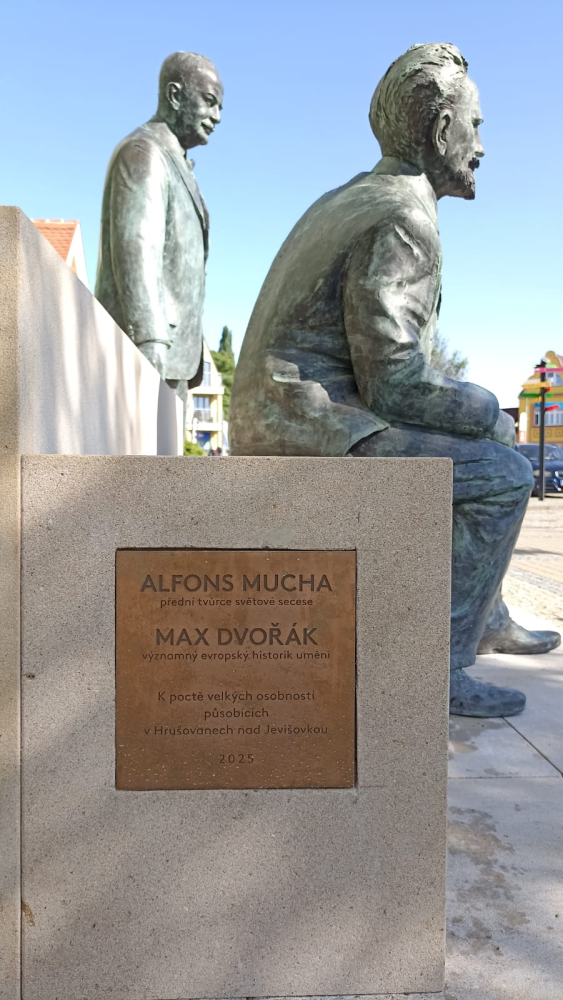 ALFONS MUCHA
přední tvůrce světové secese
MAX DVOŘÁK
významný evropský historik umění
K poctě velkých osobností
působících
v Hrušovanech nad Jevišovkou
2025